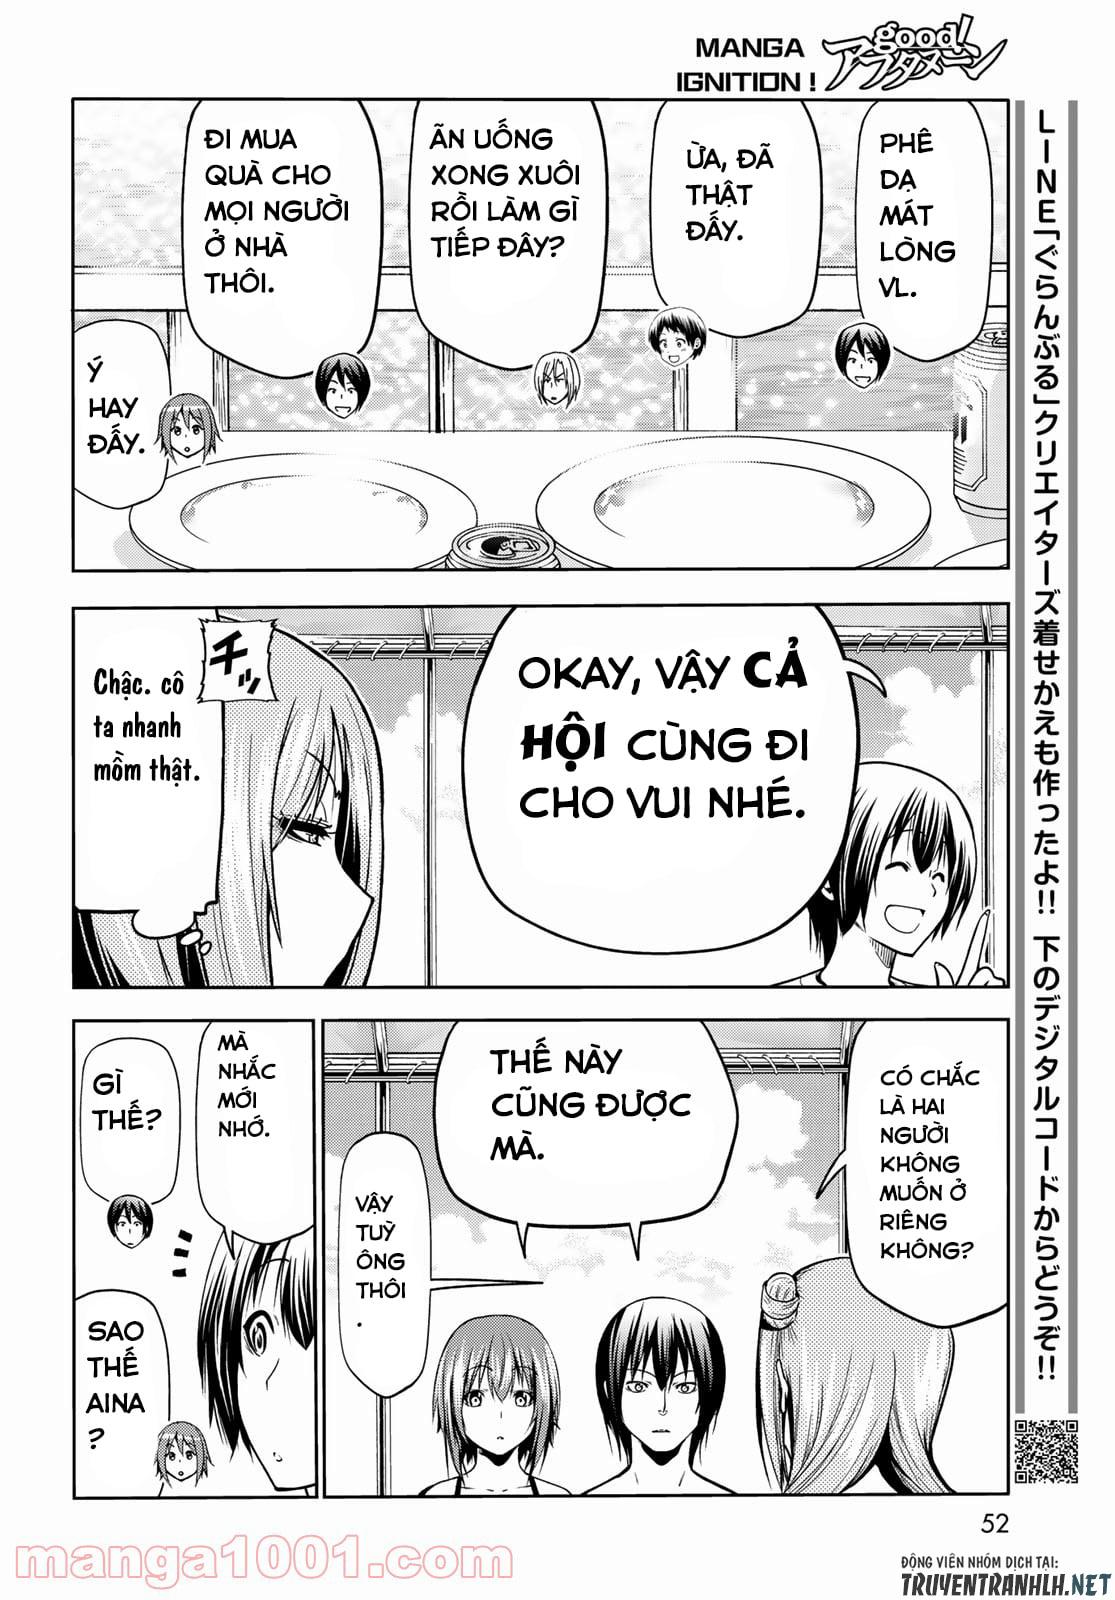 MANGA
IGNITION !
good!
アフタヌーン
PHÊ
DẠ
MÁT
LÒNG
VL.
ỪA, ĐÃ
THẬT
ĐẤY.
ÃN UỐNG
XONG XUÔI
RỒI LÀM GÌ
TIẾP ĐÂY?
ĐI MUA
QUÀ CHO
MỌI NGƯỜI
Ở NHÀ
THÔI.
Ý
HAY
ĐẤY.
OKAY, VẬY CẢ
HỘI CÙNG ĐI
CHO VUI NHÉ.
チッ
Chậc. cô
ta nhanh
mồm thật.
CÓ CHẮC
LÀ HAI
NGƯỜI
KHÔNG
MUỐN Ở
RIÊNG
KHÔNG?
THẾ NÀY
CŨNG ĐƯỢC
MÀ.
VẬY
TUỲ
ÔNG
THÔI
.
MÀ
NHẮC
MỚI
NHỚ.
GÌ
THẾ?
SAO
THẾ
AINA
?
LINE「ぐらんぶる」クリエイターズ着せかえも作ったよ!! 下のデジタルコードからどうぞ!!
52
manga1001.com
ĐỘNG VIÊN NHÓM DỊCH TẠI:
TRUYENTRANHLH.NET